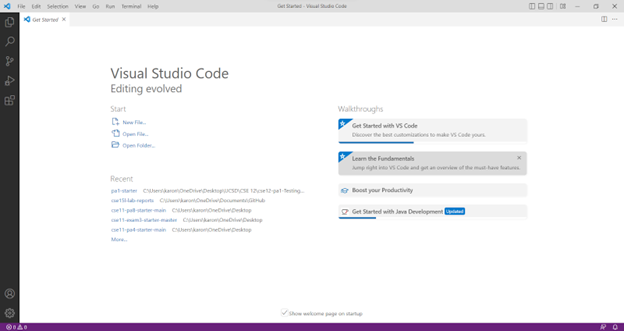 File Edit Selection View Go Run Terminal Help
Get Started - Visual Studio Code
Get Started
Visual Studio Code
Editing evolved
Start
New File...
Open File...
Open Folder...
Recent
pa1-starter C:\Users\karon\OneDrive\Desktop\UCSD\CSE 12\cse12-pa1-Testing...
cse15l-lab-reports C:\Users\karon\OneDrive\Documents\GitHub
cse11-pa8-starter-main C:\Users\karon\OneDrive\Desktop
cse11-exam3-starter-master C:\Users\karon\OneDrive\Desktop
cse11-pa4-starter-main C:\Users\karon\OneDrive\Desktop
More...
Walkthroughs
Get Started with VS Code
Discover the best customizations to make VS Code yours.
Learn the Fundamentals
Jump right into VS Code and get an overview of the must-have features.
Boost your Productivity
Get Started with Java Development Updated
Show welcome page on startup
0 0